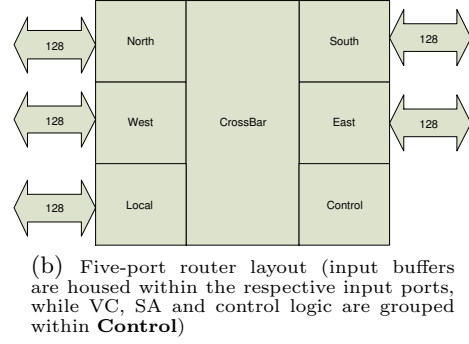 128 North South 128
128 West CrossBar East 128
128 Local Control
(b) Five-port router layout (input buffers
are housed within the respective input ports,
while VC, SA and control logic are grouped
within Control)